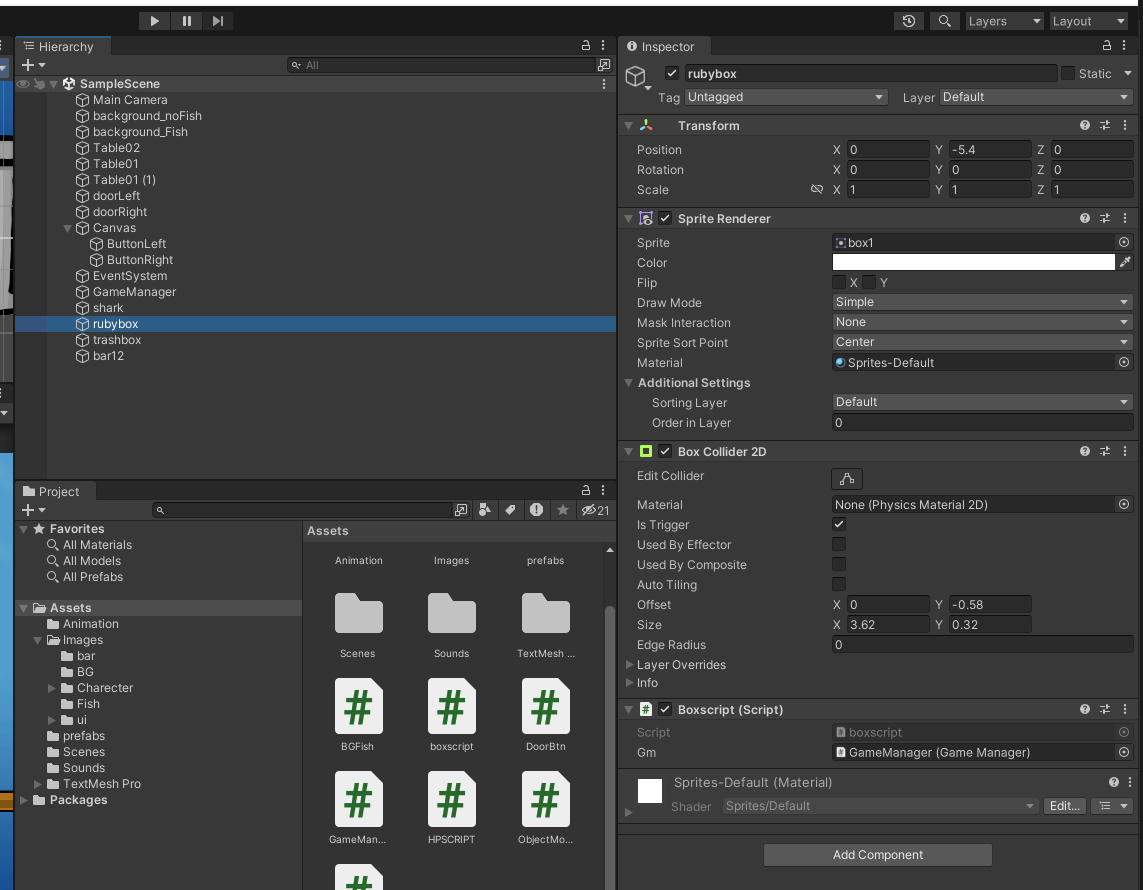 Layers
Layout
Hierarchy
All
SampleScene
Main Camera
background_noFish
background_Fish
Table02
Table01
Table01 (1)
doorLeft
doorRight
Canvas
ButtonLeft
ButtonRight
EventSystem
GameManager
shark
rubybox
trashbox
bar12
Project
21
Favorites
All Materials
All Models
All Prefabs
Assets
Animation
Images
bar
BG
Charecter
Fish
ui
prefabs
Scenes
Sounds
TextMesh Pro
Packages
Assets
Animation
Images
prefabs
Scenes
Sounds
TextMesh ...
BGFish
boxscript
DoorBtn
GameMan...
HPSCRIPT
ObjectMo...
Inspector
rubybox
Static
Tag Untagged
Layer Default
Transform
Position X 0 Y -5.4 Z 0
Rotation X 0 Y 0 Z 0
Scale X 1 Y 1 Z 1
Sprite Renderer
Sprite box1
Color
Flip X Y
Draw Mode Simple
Mask Interaction None
Sprite Sort Point Center
Material Sprites-Default
Additional Settings
Sorting Layer Default
Order in Layer 0
Box Collider 2D
Edit Collider
Material None (Physics Material 2D)
Is Trigger
Used By Effector
Used By Composite
Auto Tiling
Offset X 0 Y -0.58
Size X 3.62 Y 0.32
Edge Radius 0
Layer Overrides
Info
Boxscript (Script)
Script boxscript
Gm GameManager (Game Manager)
Sprites-Default (Material)
Shader Sprites/Default Edit...
Add Component